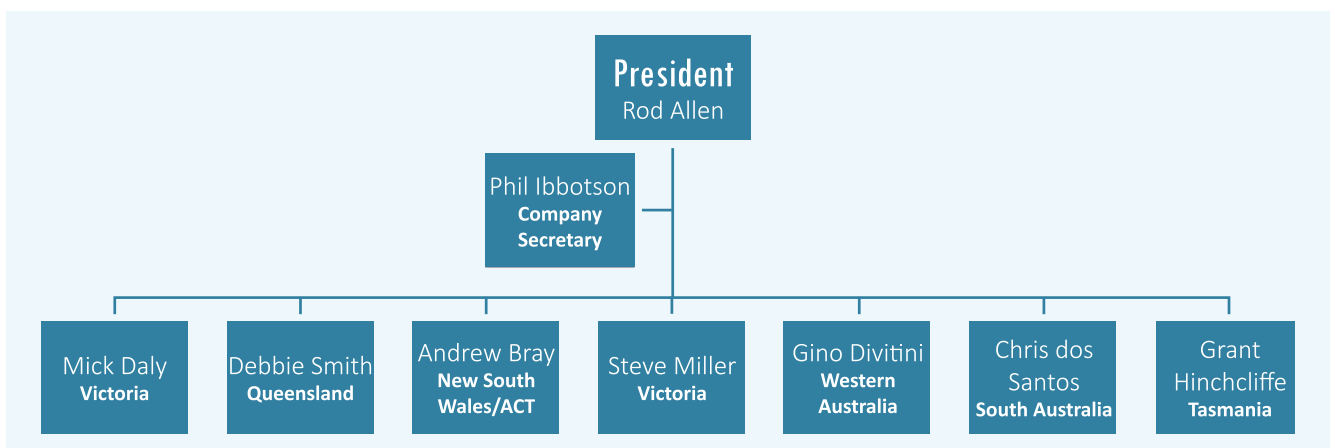 President
Rod Allen
Phil Ibbotson
Company
Secretary
Mick Daly
Victoria
Debbie Smith
Queensland
Andrew Bray
New South
Wales/ACT
Steve Miller
Victoria
Gino Divitini
Western
Australia
Chris dos
Santos
South Australia
Grant
Hinchcliffe
Tasmania